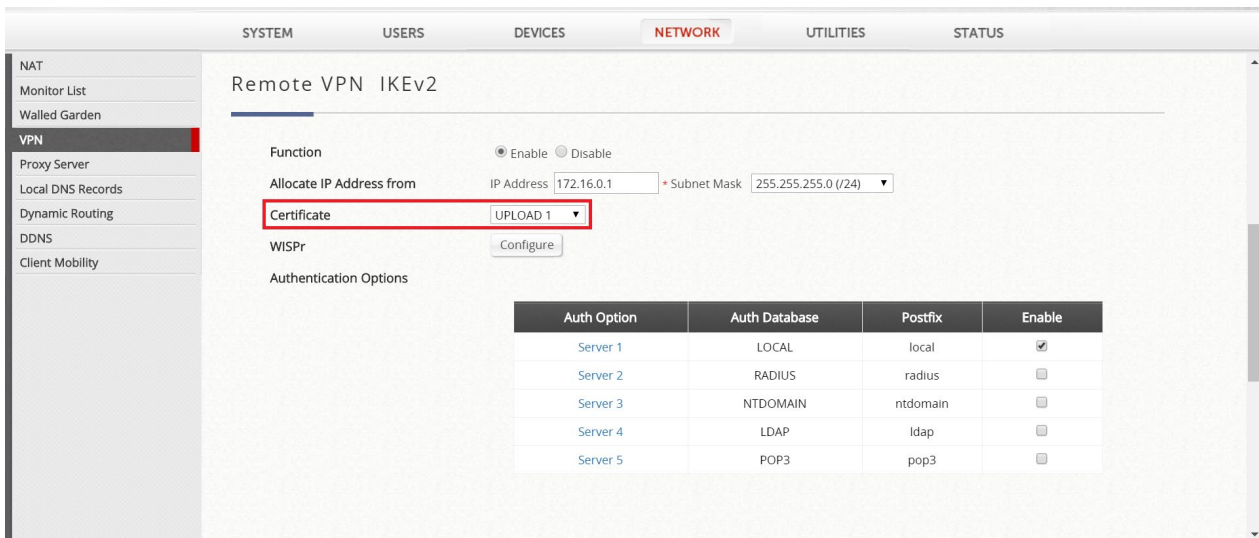 SYSTEM USERS DEVICES NETWORK UTILITIES STATUS
NAT
Monitor List
Walled Garden
VPN
Proxy Server
Local DNS Records
Dynamic Routing
DDNS
Client Mobility
Remote VPN IKEv2
Function Enable Disable
Allocate IP Address from IP Address 172.16.0.1 * Subnet Mask 255.255.255.0 (/24)
Certificate UPLOAD 1
WISPr Configure
Authentication Options
Auth Option Auth Database Postfix Enable
Server 1 LOCAL local
Server 2 RADIUS radius
Server 3 NTDOMAIN ntdomain
Server 4 LDAP ldap
Server 5 POP3 pop3